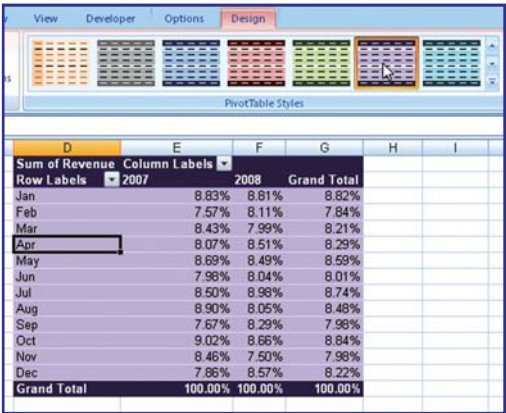 View Developer Options Design
PivotTable Styles
D E F G H I
Sum of Revenue Column Labels
Row Labels 2007 2008 Grand Total
Jan 8.83% 8.81% 8.82%
Feb 7.57% 8.11% 7.84%
Mar 8.43% 7.99% 8.21%
Apr 8.07% 8.51% 8.29%
May 8.69% 8.49% 8.59%
Jun 7.98% 8.04% 8.01%
Jul 8.50% 8.98% 8.74%
Aug 8.90% 8.05% 8.48%
Sep 7.67% 8.29% 7.98%
Oct 9.02% 8.66% 8.84%
Nov 8.46% 7.50% 7.98%
Dec 7.86% 8.57% 8.22%
Grand Total 100.00% 100.00% 100.00%